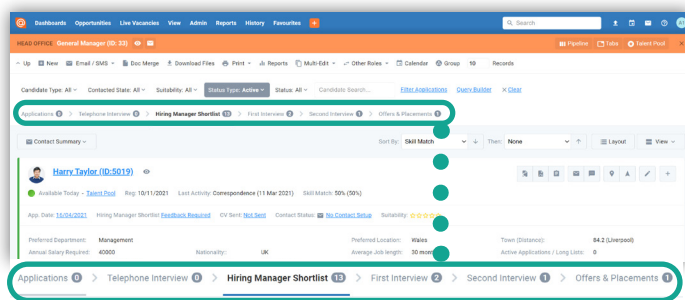 Dashboards Opportunities Live Vacancies View Admin Reports History Favourites Search
HEAD OFFICE General Manager (ID: 33) Pipeline Tabs Talent Pool
Up New Email / SMS Doc Merge Download Files Print Reports Multi-Edit Other Roles Calendar Group 10 Records
Candidate Type: All Contacted State: All Suitability: All Status Type: Active Status: All Candidate Search... Filter Applications Query Builder Clear
Applications 0 > Telephone Interview 0 > Hiring Manager Shortlist 13 > First Interview 2 > Second Interview 1 > Offers & Placements 1
Contact Summary Sort By: Skill Match Then: None Layout View
Harry Taylor (ID:5019)
Available Today - Talent Pool Reg: 10/11/2021 Last Activity: Correspondence (11 Mar 2021) Skill Match: 50% (50%)
App. Date: 15/04/2021 Hiring Manager Shortlist Feedback Required CV Sent: Not Sent Contact Status: No Contact Setup Suitability:
Preferred Department: Management Preferred Location: Wales Town (Distance): 84.2 (Liverpool)
Annual Salary Required: 40000 Nationality: UK Average Job length: 30 Active Applications / Long Lists: 0
Applications 0 > Telephone Interview 0 > Hiring Manager Shortlist 13 > First Interview 2 > Second Interview 1 > Offers & Placements 1